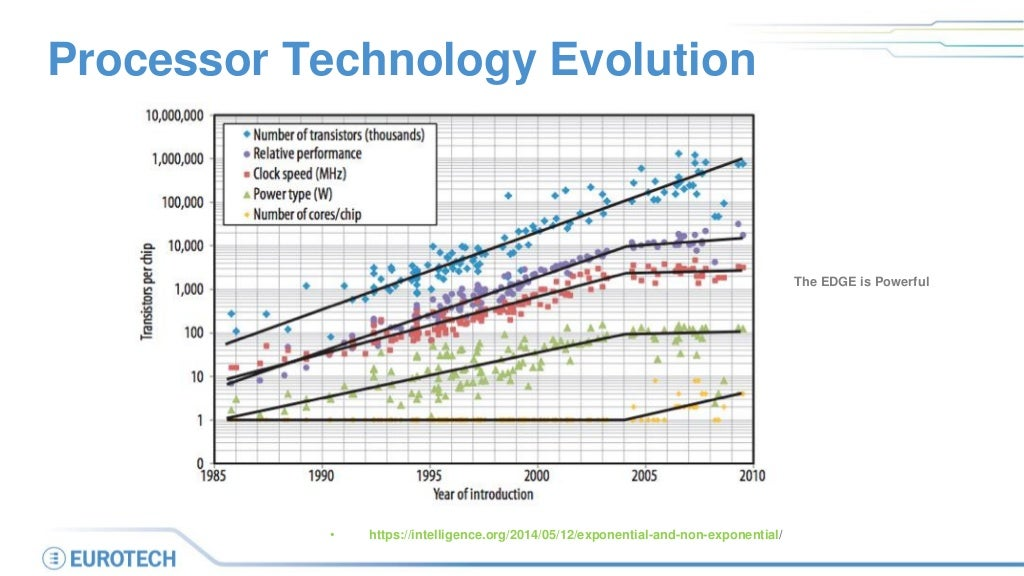 Processor Technology Evolution
10,000,000
1,000,000
100,000
10,000
1,000
100
10
1
0
Transistors per chip
Number of transistors (thousands)
Relative performance
Clock speed (MHz)
Power type (W)
Number of cores/chip
1985 1990 1995 2000 2005 2010
Year of introduction
The EDGE is Powerful
• https://intelligence.org/2014/05/12/exponential-and-non-exponential/
EUROTECH